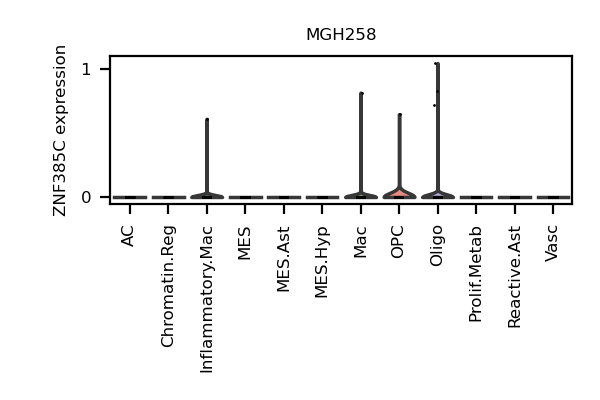 MGH258
ZNF385C expression
1
0
AC
Chromatin.Reg
Inflammatory.Mac
MES
MES.Ast
MES.Hyp
Mac
OPC
Oligo
Prolif.Metab
Reactive.Ast
Vasc